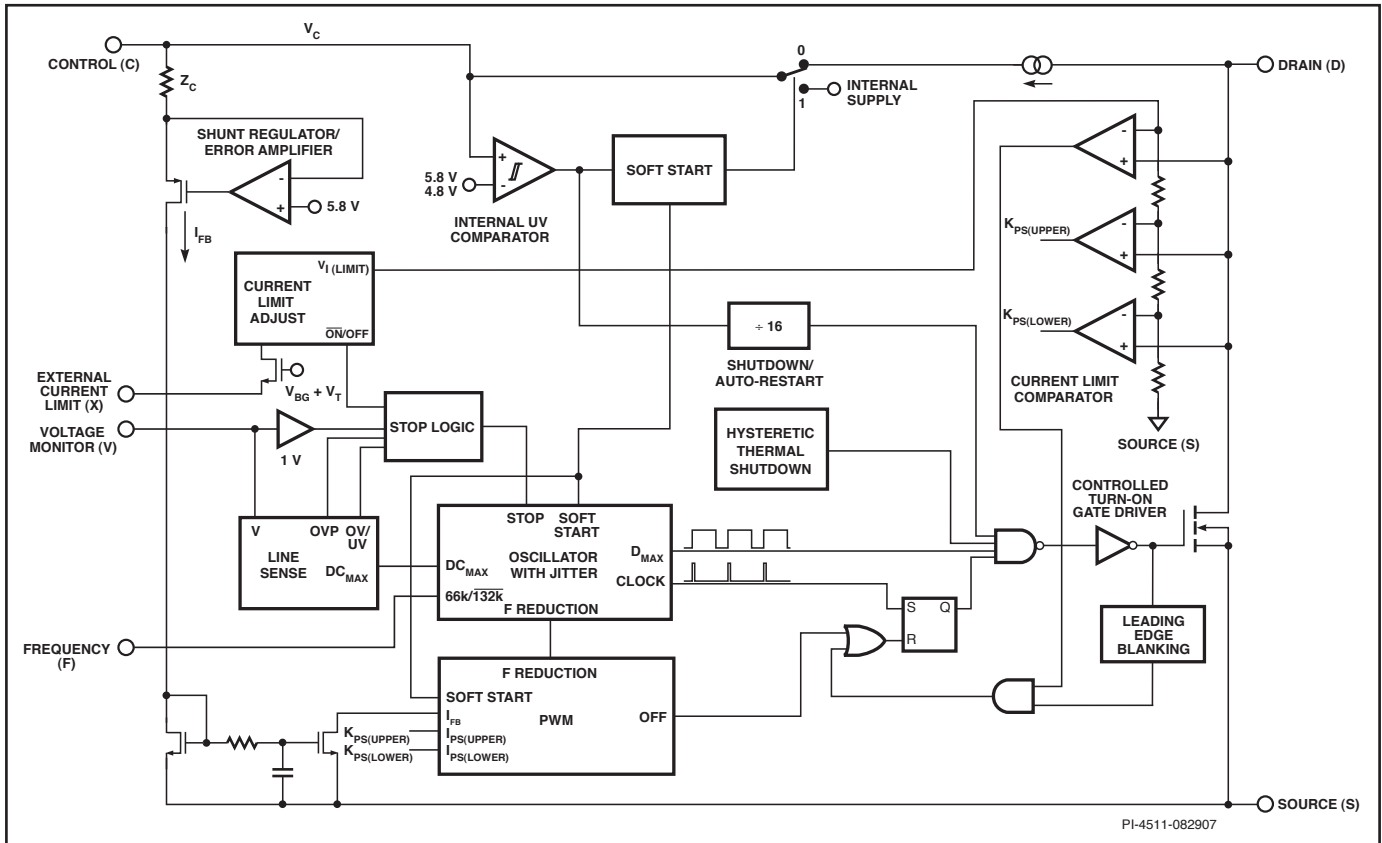 V_C
CONTROL (C)
Z_C
0
1
INTERNAL
SUPPLY
DRAIN (D)
SHUNT REGULATOR/
ERROR AMPLIFIER
-
+
5.8 V
I_FB
+
-
5.8 V
4.8 V
INTERNAL UV
COMPARATOR
SOFT START
-
+
K_PS(UPPER)
-
+
K_PS(LOWER)
-
+
CURRENT LIMIT
COMPARATOR
SOURCE (S)
V_I (LIMIT)
CURRENT
LIMIT
ADJUST
O̅N̅/OFF
÷ 16
SHUTDOWN/
AUTO-RESTART
EXTERNAL
CURRENT
LIMIT (X)
V_BG + V_T
VOLTAGE
MONITOR (V)
1 V
STOP LOGIC
HYSTERETIC
THERMAL
SHUTDOWN
CONTROLLED
TURN-ON
GATE DRIVER
V
OVP
OV/
UV
LINE
SENSE
DC_MAX
STOP
SOFT
START
OSCILLATOR
WITH JITTER
DC_MAX
66k/1̅3̅2̅k̅
D_MAX
CLOCK
F REDUCTION
S
Q
R
LEADING
EDGE
BLANKING
FREQUENCY
(F)
F REDUCTION
SOFT START
I_FB
PWM
OFF
K_PS(UPPER)
I_PS(UPPER)
K_PS(LOWER)
I_PS(LOWER)
SOURCE (S)
PI-4511-082907